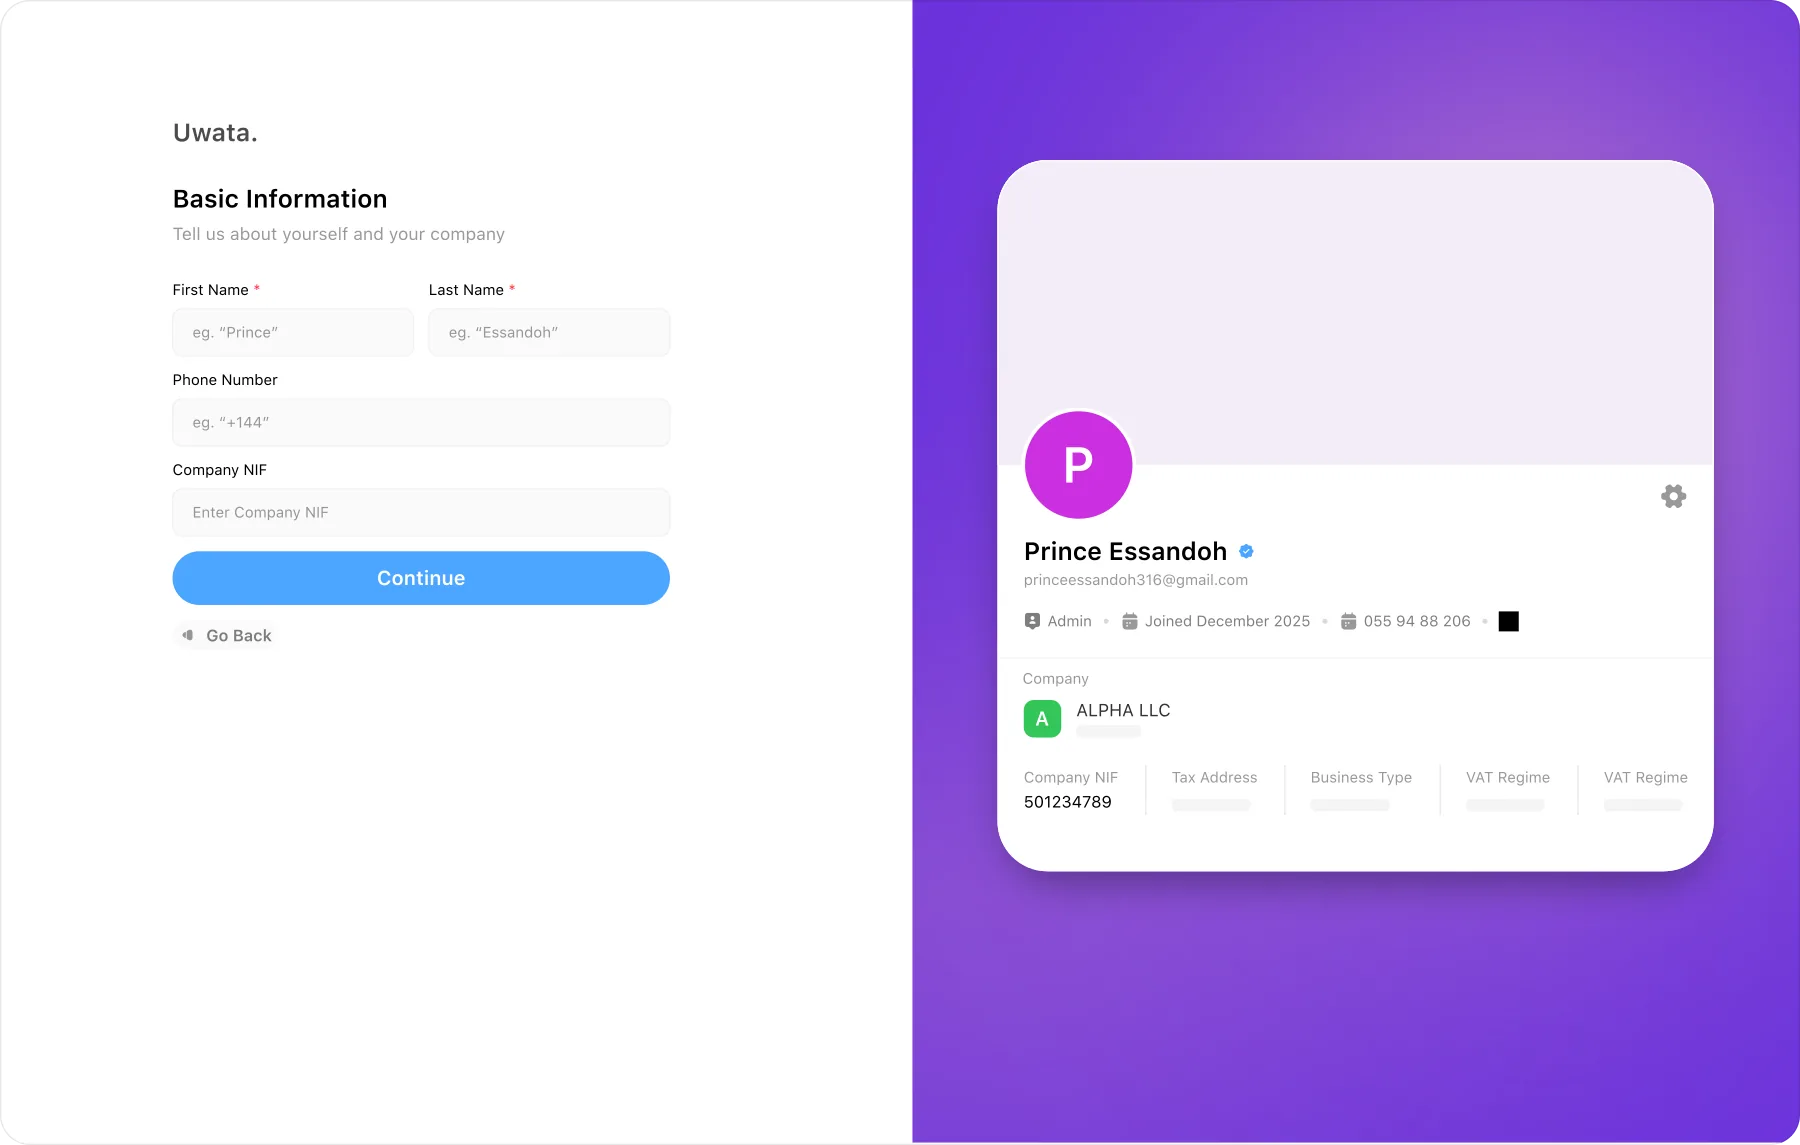 Uwata.
Basic Information
Tell us about yourself and your company
First Name * Last Name *
eg. “Prince” eg. “Essandoh”
Phone Number
eg. “+144”
Company NIF
Enter Company NIF
Continue
Go Back
P
Prince Essandoh
princeessandoh316@gmail.com
Admin • Joined December 2025 • 055 94 88 206 •
Company
A ALPHA LLC
Company NIF Tax Address Business Type VAT Regime VAT Regime
501234789